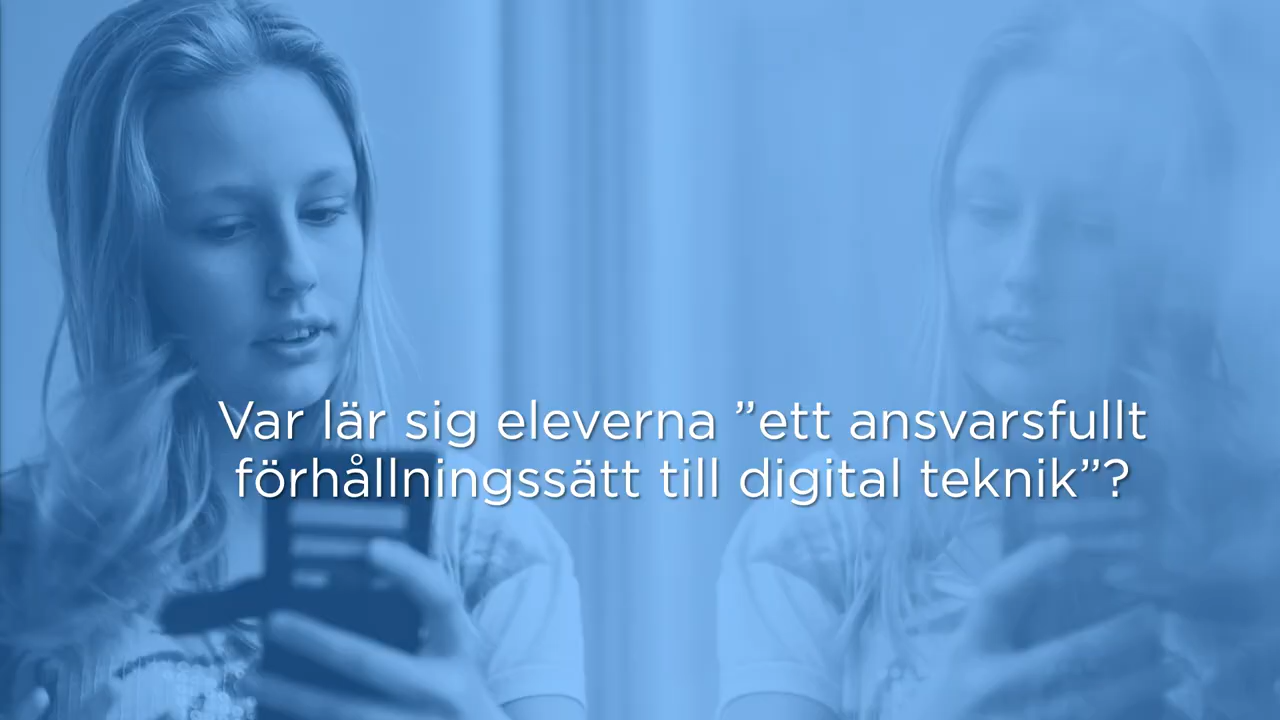 Var lär sig eleverna ”ett ansvarsfullt
förhållningssätt till digital teknik”?